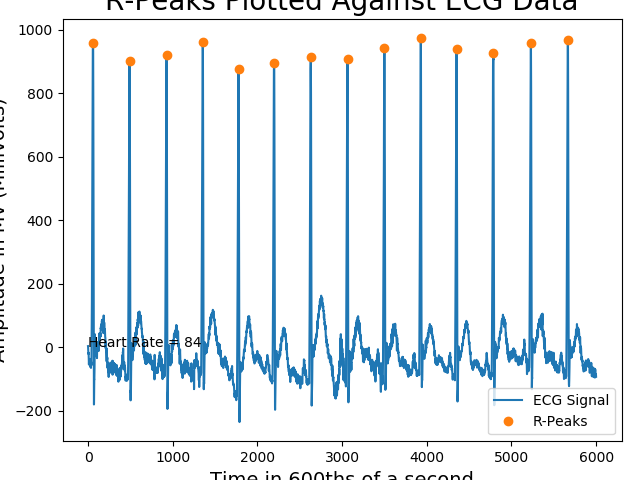 R-Peaks Plotted Against ECG Data
1000
800
600
400
200
0
−200
Amplitude in MV (Millivolts)
Heart Rate = 84
ECG Signal
R-Peaks
0 1000 2000 3000 4000 5000 6000
Time in 600ths of a second